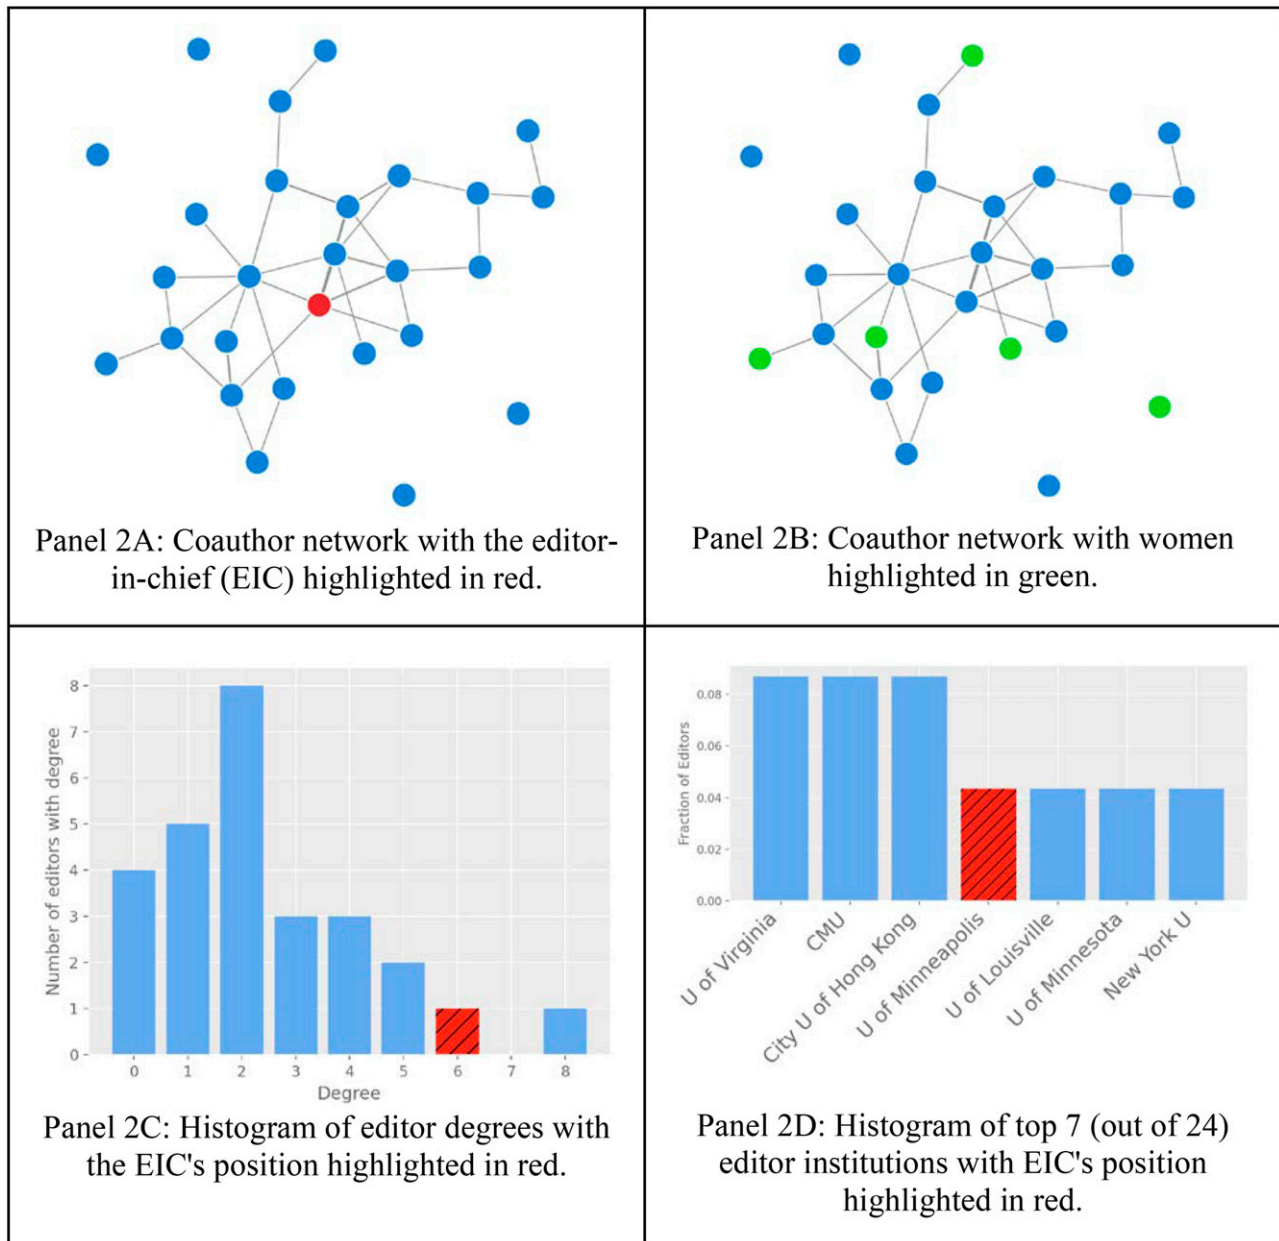 Panel 2A: Coauthor network with the editor-
in-chief (EIC) highlighted in red.
Panel 2B: Coauthor network with women
highlighted in green.
Number of editors with degree
8
7
6
5
4
3
2
1
0
0 1 2 3 4 5 6 7 8
Degree
Panel 2C: Histogram of editor degrees with
the EIC's position highlighted in red.
Fraction of Editors
0.08
0.06
0.04
0.02
0.00
U of Virginia
CMU
City U of Hong Kong
U of Minneapolis
U of Louisville
U of Minnesota
New York U
Panel 2D: Histogram of top 7 (out of 24)
editor institutions with EIC's position
highlighted in red.